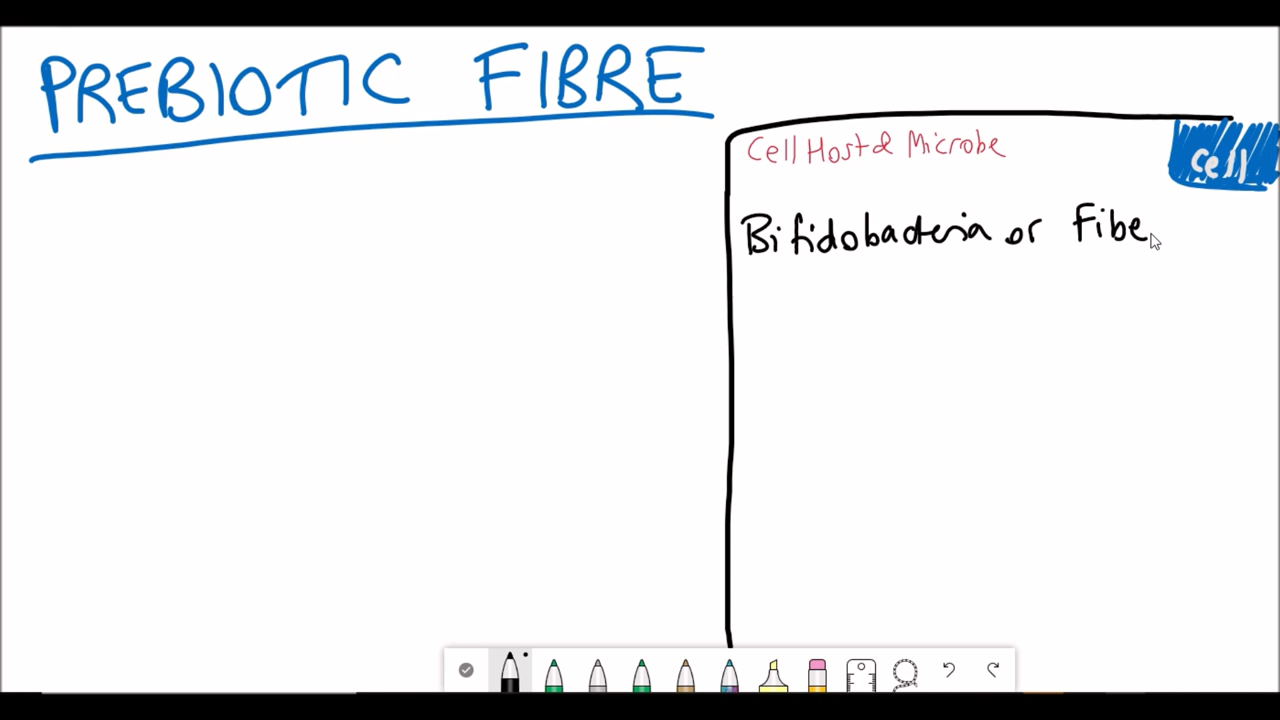 PREBIOTIC FIBRE
Cell Host & Microbe
Cell
Bifidobacteria or Fibe